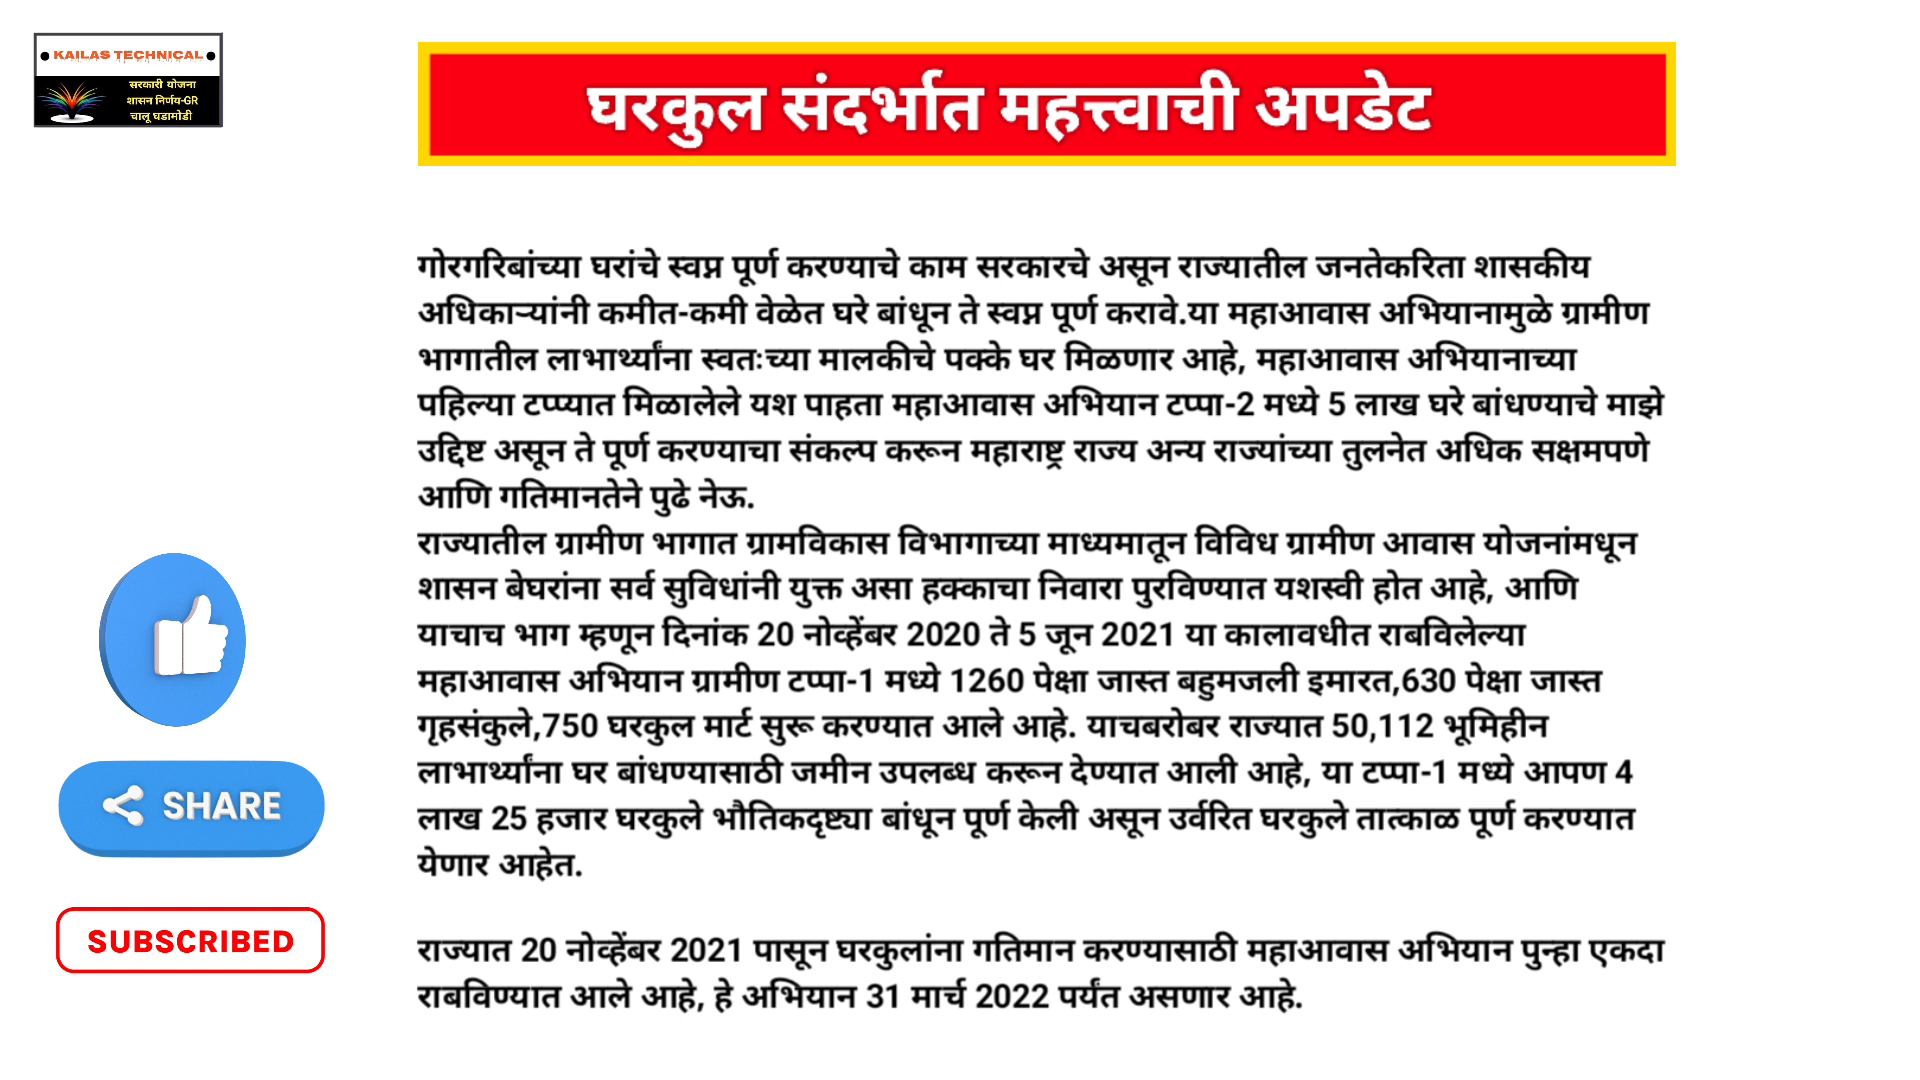 KAILAS TECHNICAL
सरकारी योजना
शासन निर्णय-GR
चालू घडामोडी
घरकुल संदर्भात महत्त्वाची अपडेट
गोरगरिबांच्या घरांचे स्वप्न पूर्ण करण्याचे काम सरकारचे असून राज्यातील जनतेकरिता शासकीय
अधिकाऱ्यांनी कमीत-कमी वेळेत घरे बांधून ते स्वप्न पूर्ण करावे.या महाआवास अभियानामुळे ग्रामीण
भागातील लाभार्थ्यांना स्वतःच्या मालकीचे पक्के घर मिळणार आहे, महाआवास अभियानाच्या
पहिल्या टप्प्यात मिळालेले यश पाहता महाआवास अभियान टप्पा-2 मध्ये 5 लाख घरे बांधण्याचे माझे
उद्दिष्ट असून ते पूर्ण करण्याचा संकल्प करून महाराष्ट्र राज्य अन्य राज्यांच्या तुलनेत अधिक सक्षमपणे
आणि गतिमानतेने पुढे नेऊ.
राज्यातील ग्रामीण भागात ग्रामविकास विभागाच्या माध्यमातून विविध ग्रामीण आवास योजनांमधून
शासन बेघरांना सर्व सुविधांनी युक्त असा हक्काचा निवारा पुरविण्यात यशस्वी होत आहे, आणि
याचाच भाग म्हणून दिनांक 20 नोव्हेंबर 2020 ते 5 जून 2021 या कालावधीत राबविलेल्या
महाआवास अभियान ग्रामीण टप्पा-1 मध्ये 1260 पेक्षा जास्त बहुमजली इमारत,630 पेक्षा जास्त
गृहसंकुले,750 घरकुल मार्ट सुरू करण्यात आले आहे. याचबरोबर राज्यात 50,112 भूमिहीन
लाभार्थ्यांना घर बांधण्यासाठी जमीन उपलब्ध करून देण्यात आली आहे, या टप्पा-1 मध्ये आपण 4
लाख 25 हजार घरकुले भौतिकदृष्ट्या बांधून पूर्ण केली असून उर्वरित घरकुले तात्काळ पूर्ण करण्यात
येणार आहेत.
SHARE
SUBSCRIBED
राज्यात 20 नोव्हेंबर 2021 पासून घरकुलांना गतिमान करण्यासाठी महाआवास अभियान पुन्हा एकदा
राबविण्यात आले आहे, हे अभियान 31 मार्च 2022 पर्यंत असणार आहे.